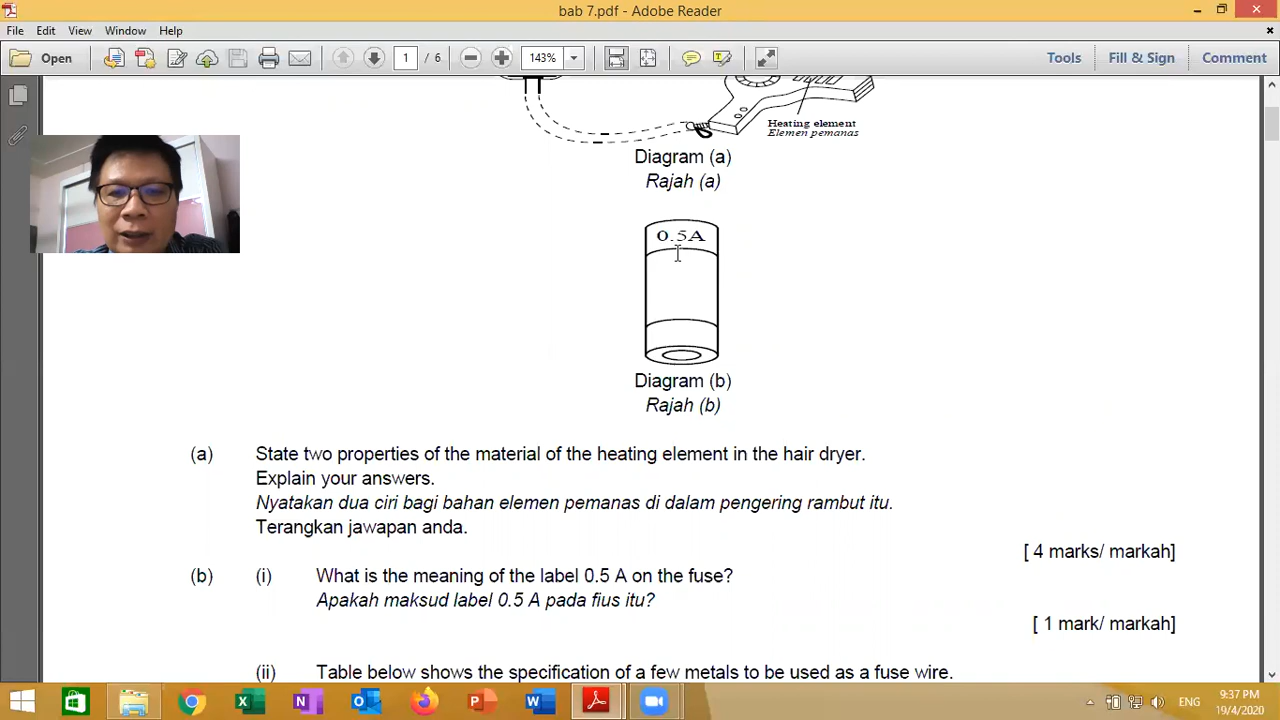 bab 7.pdf - Adobe Reader
File Edit View Window Help
Open 1 / 6 143% Tools Fill & Sign Comment
Heating element
Elemen pemanas
Diagram (a)
Rajah (a)
0.5A
Diagram (b)
Rajah (b)
(a) State two properties of the material of the heating element in the hair dryer.
Explain your answers.
Nyatakan dua ciri bagi bahan elemen pemanas di dalam pengering rambut itu.
Terangkan jawapan anda.
[ 4 marks/ markah]
(b) (i) What is the meaning of the label 0.5 A on the fuse?
Apakah maksud label 0.5 A pada fius itu?
[ 1 mark/ markah]
(ii) Table below shows the specification of a few metals to be used as a fuse wire.
ENG
9:37 PM
19/4/2020